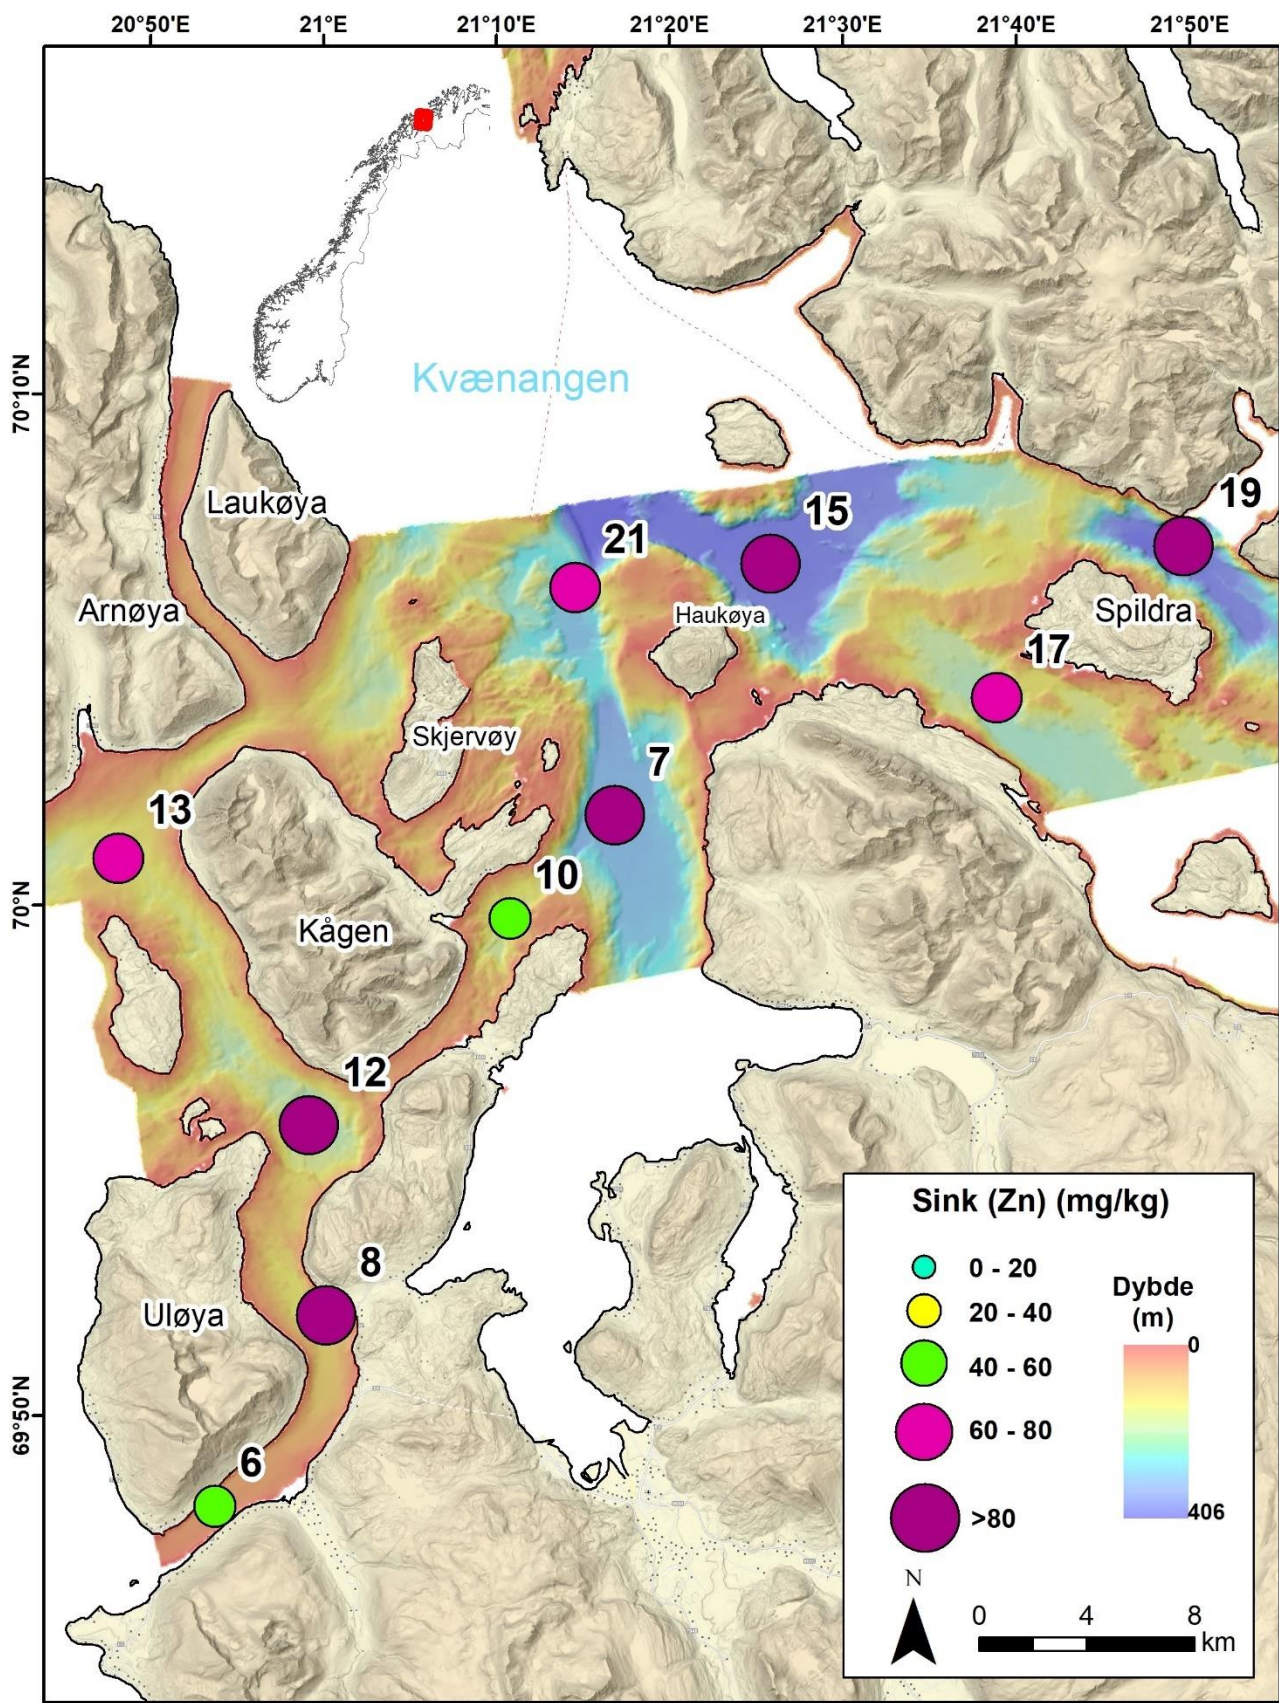 20°50'E 21°E 21°10'E 21°20'E 21°30'E 21°40'E 21°50'E
70°10'N
Kvænangen
19
Laukøya
15
21
Arnøya
Haukøya
Spildra
17
Skjervøy
7
13
10
70°N
Kågen
12
8
Uløya
69°50'N
6
Sink (Zn) (mg/kg)
0 - 20
20 - 40
40 - 60
60 - 80
>80
Dybde
(m)
0
406
N
0 4 8
km